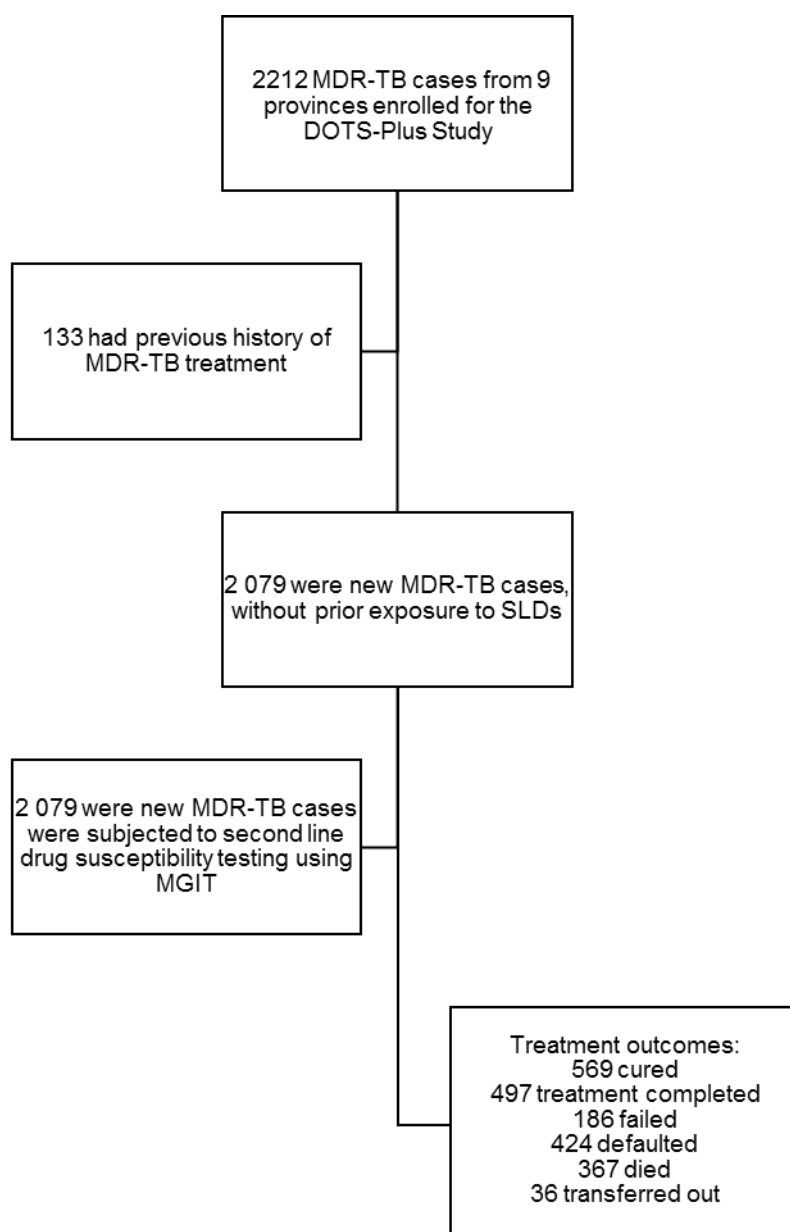 2212 MDR-TB cases from 9
provinces enrolled for the
DOTS-Plus Study
133 had previous history of
MDR-TB treatment
2 079 were new MDR-TB cases,
without prior exposure to SLDs
2 079 were new MDR-TB cases
were subjected to second line
drug susceptibility testing using
MGIT
Treatment outcomes:
569 cured
497 treatment completed
186 failed
424 defaulted
367 died
36 transferred out